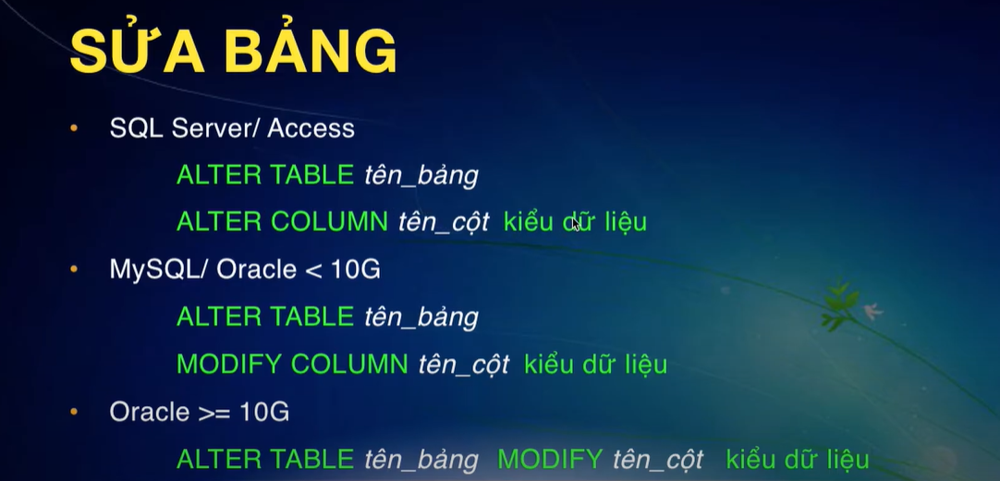 SỬA BẢNG
• SQL Server/ Access
ALTER TABLE tên_bảng
ALTER COLUMN tên_cột kiểu dữ liệu
• MySQL/ Oracle < 10G
ALTER TABLE tên_bảng
MODIFY COLUMN tên_cột kiểu dữ liệu
• Oracle >= 10G
ALTER TABLE tên_bảng MODIFY tên_cột kiểu dữ liệu